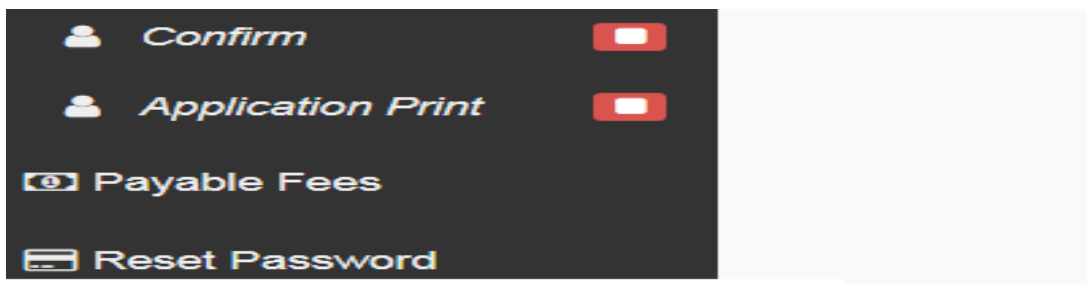 Confirm
Application Print
Payable Fees
Reset Password